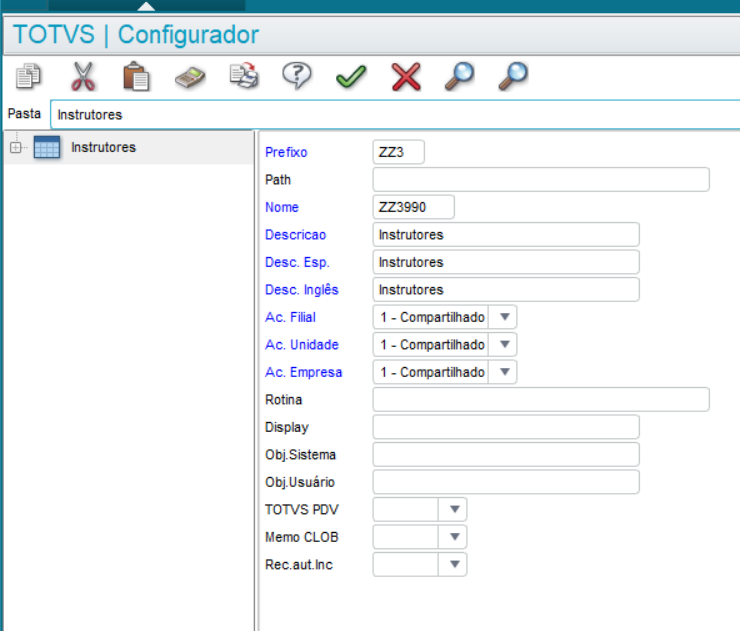 TOTVS | Configurador
Pasta Instrutores
Instrutores
Prefixo ZZ3
Path
Nome ZZ3990
Descricao Instrutores
Desc. Esp. Instrutores
Desc. Inglês Instrutores
Ac. Filial 1 - Compartilhado
Ac. Unidade 1 - Compartilhado
Ac. Empresa 1 - Compartilhado
Rotina
Display
Obj.Sistema
Obj.Usuário
TOTVS PDV
Memo CLOB
Rec.aut.Inc